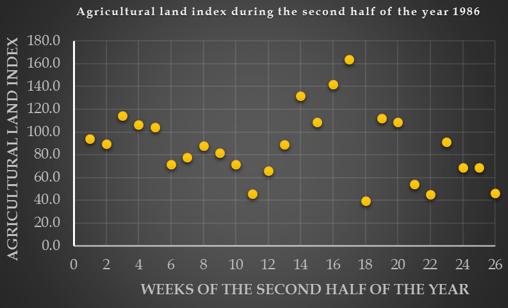 Agricultural land index during the second half of the year 1986
AGRICULTURAL LAND INDEX
180.0
160.0
140.0
120.0
100.0
80.0
60.0
40.0
20.0
0.0
0 2 4 6 8 10 12 14 16 18 20 22 24 26
WEEKS OF THE SECOND HALF OF THE YEAR